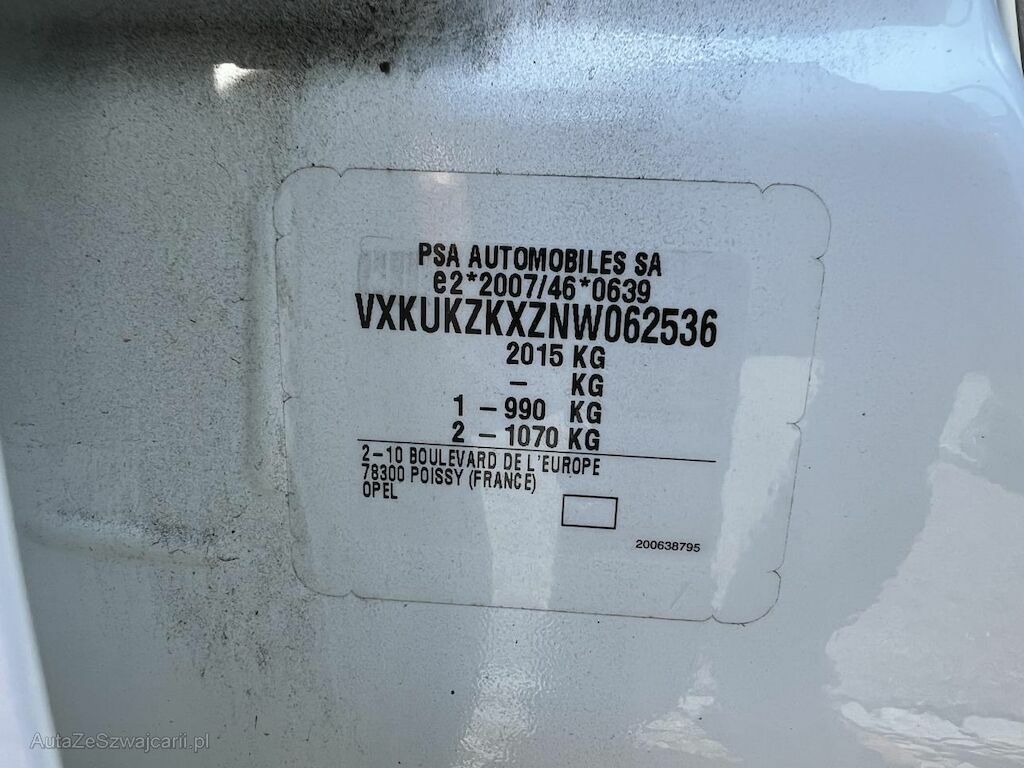 PSA AUTOMOBILES SA
e2*2007/46*0639
VXKUKZKXZNW062536
2015 KG
– KG
1 – 990 KG
2 – 1070 KG
2–10 BOULEVARD DE L'EUROPE
78300 POISSY (FRANCE)
OPEL
200638795
AutaZeSzwajcarii.pl